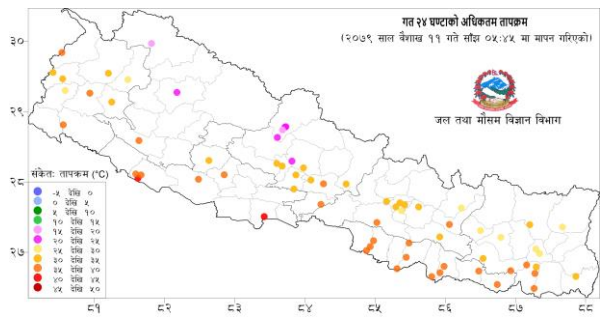 गत २४ घण्टाको अधिकतम तापक्रम
(२०७९ साल वैशाख ११ गते साँझ ०५:४५ मा मापन गरिएको)
जल तथा मौसम विज्ञान विभाग
३०
२९
२८
२७
संकेतः तापक्रम (°C)
-५ देखि ०
० देखि ५
५ देखि १०
१० देखि १५
१५ देखि २०
२० देखि २५
२५ देखि ३०
३० देखि ३५
३५ देखि ४०
४० देखि ४५
४५ देखि ५०
८१ ८२ ८३ ८४ ८५ ८६ ८७ ८८